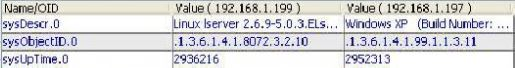 Name/OID Value ( 192.168.1.199 ) Value ( 192.168.1.197 )
sysDescr.0 Linux lserver 2.6.9-5.0.3.ELs... Windows XP (Build Number: ...
sysObjectID.0 .1.3.6.1.4.1.8072.3.2.10 .1.3.6.1.4.1.99.1.1.3.11
sysUpTime.0 2936216 2952313